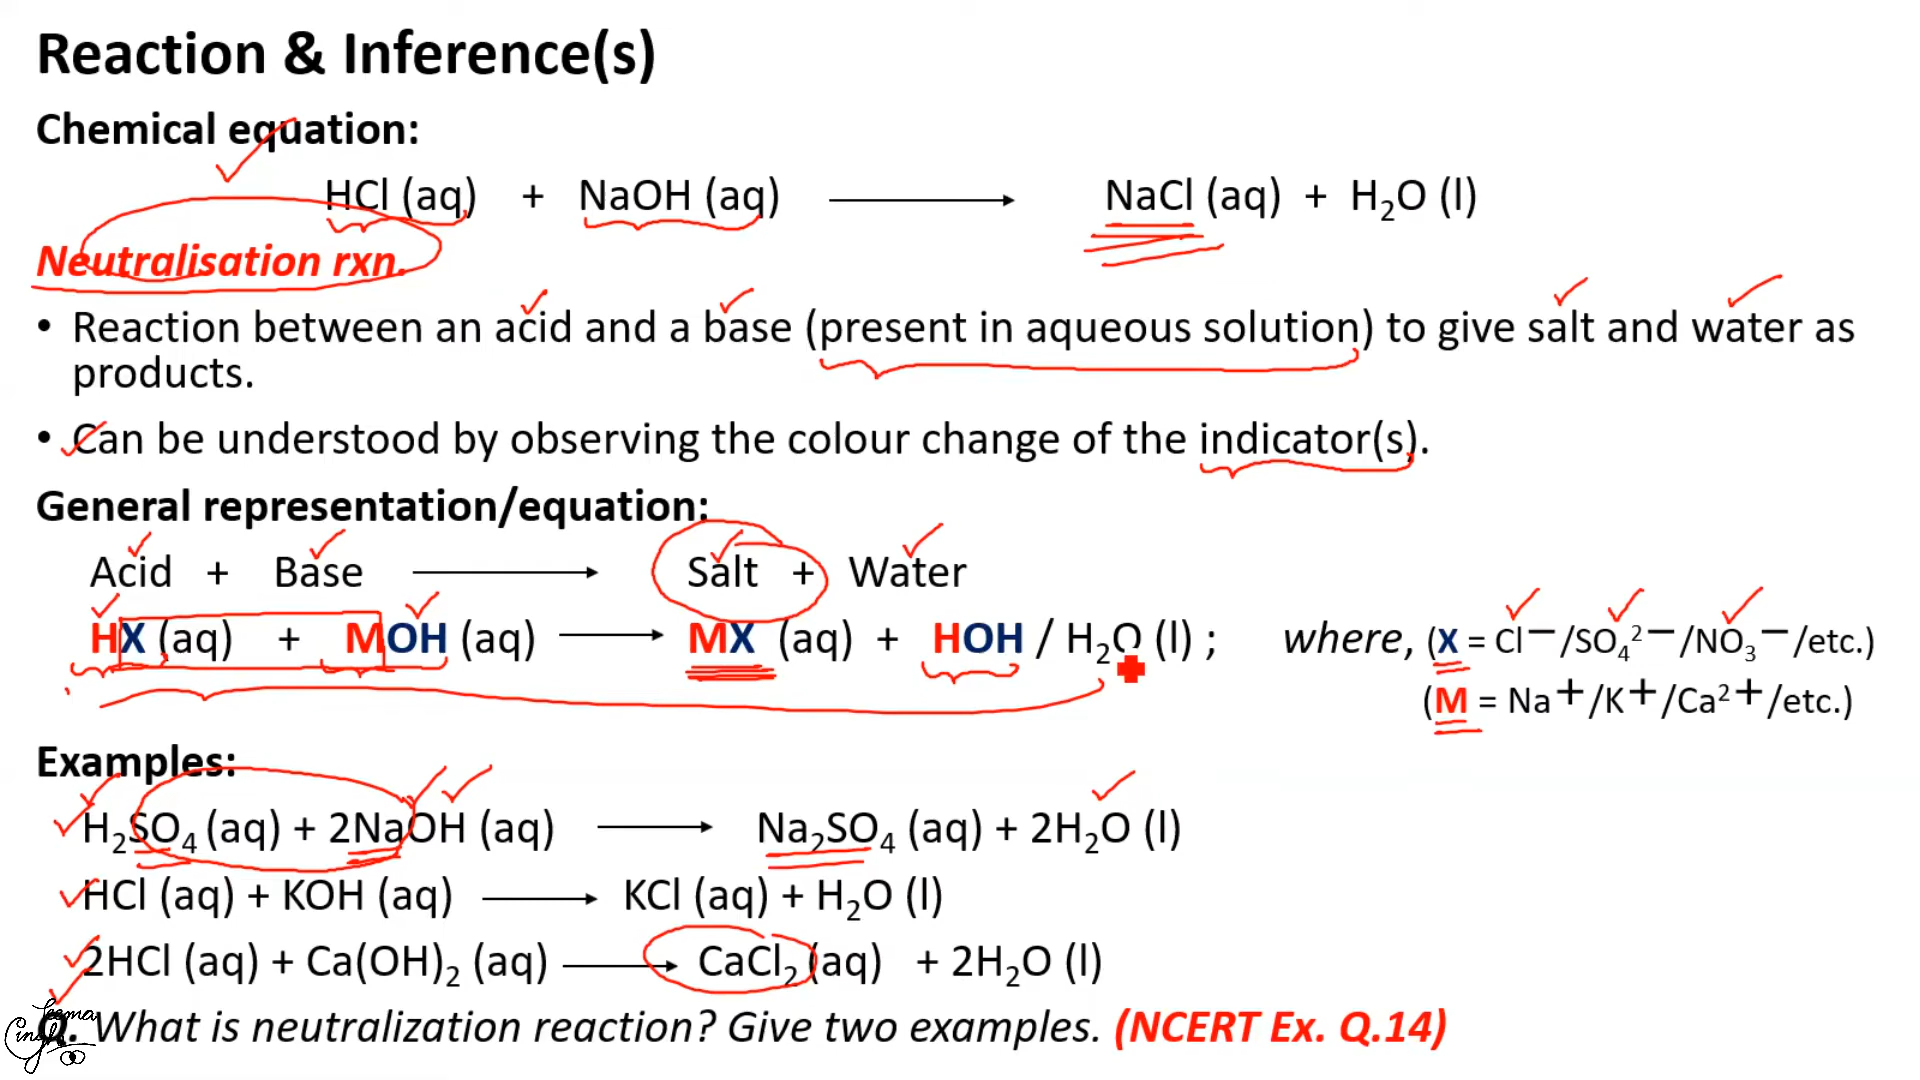 Reaction & Inference(s)
Chemical equation:
HCl (aq) + NaOH (aq) ⟶ NaCl (aq) + H₂O (l)
Neutralisation rxn.
• Reaction between an acid and a base (present in aqueous solution) to give salt and water as
products.
• Can be understood by observing the colour change of the indicator(s).
General representation/equation:
Acid + Base ⟶ Salt + Water
HX (aq) + MOH (aq) ⟶ MX (aq) + HOH / H₂O (l) ; where, (X = Cl⁻/SO₄²⁻/NO₃⁻/etc.)
(M = Na⁺/K⁺/Ca²⁺/etc.)
Examples:
H₂SO₄ (aq) + 2NaOH (aq) ⟶ Na₂SO₄ (aq) + 2H₂O (l)
HCl (aq) + KOH (aq) ⟶ KCl (aq) + H₂O (l)
2HCl (aq) + Ca(OH)₂ (aq) ⟶ CaCl₂ (aq) + 2H₂O (l)
Q. What is neutralization reaction? Give two examples. (NCERT Ex. Q.14)